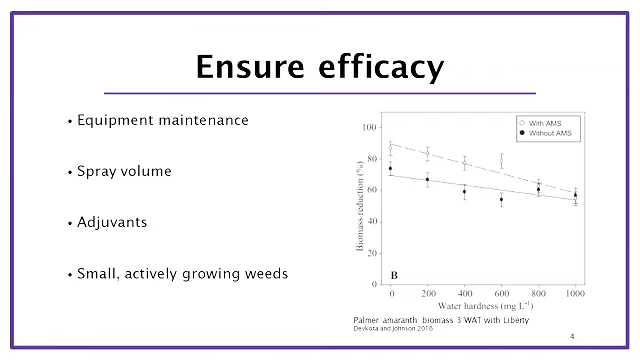 Ensure efficacy
• Equipment maintenance
• Spray volume
• Adjuvants
• Small, actively growing weeds
With AMS
Without AMS
100
80
60
40
20
0
Biomass reduction (%)
B
0 200 400 600 800 1000
Water hardness (mg L⁻¹)
Palmer amaranth biomass 3 WAT with Liberty
Devkota and Johnson 2016
4